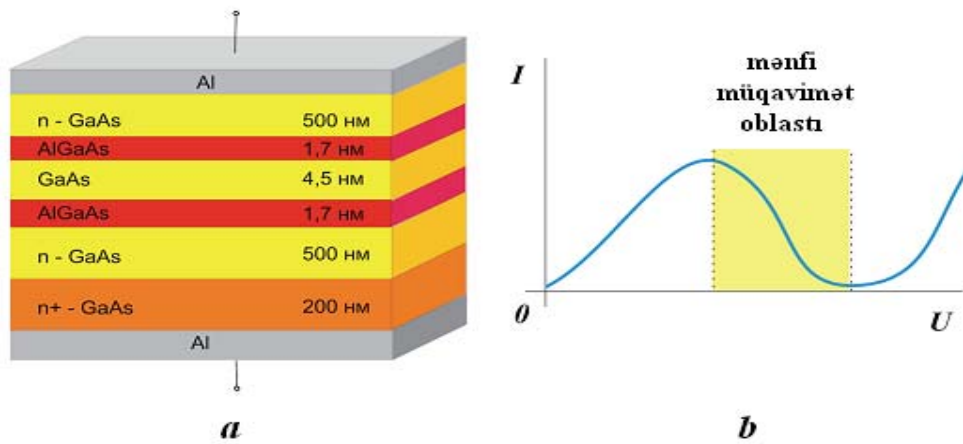 Al
n - GaAs 500 нм
AlGaAs 1,7 нм
GaAs 4,5 нм
AlGaAs 1,7 нм
n - GaAs 500 нм
n+ - GaAs 200 нм
Al
a
I
mənfi
müqavimət
oblastı
0
U
b